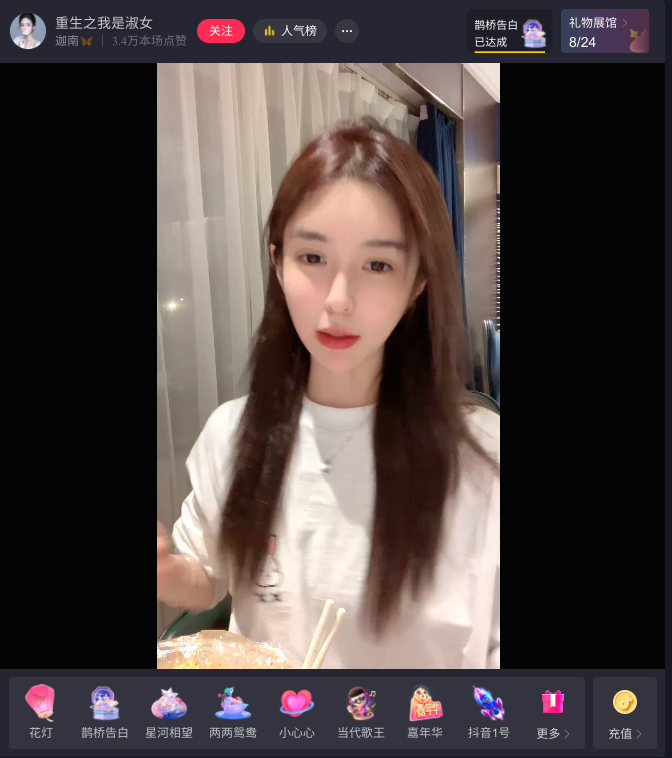 重生之我是淑女
迦南🦋 | 3.4万本场点赞
关注
人气榜
鹊桥告白
已达成
礼物展馆 >
8/24
花灯
鹊桥告白
星河相望
两两鸳鸯
小心心
当代歌王
嘉年华
抖音1号
更多 >
充值 >